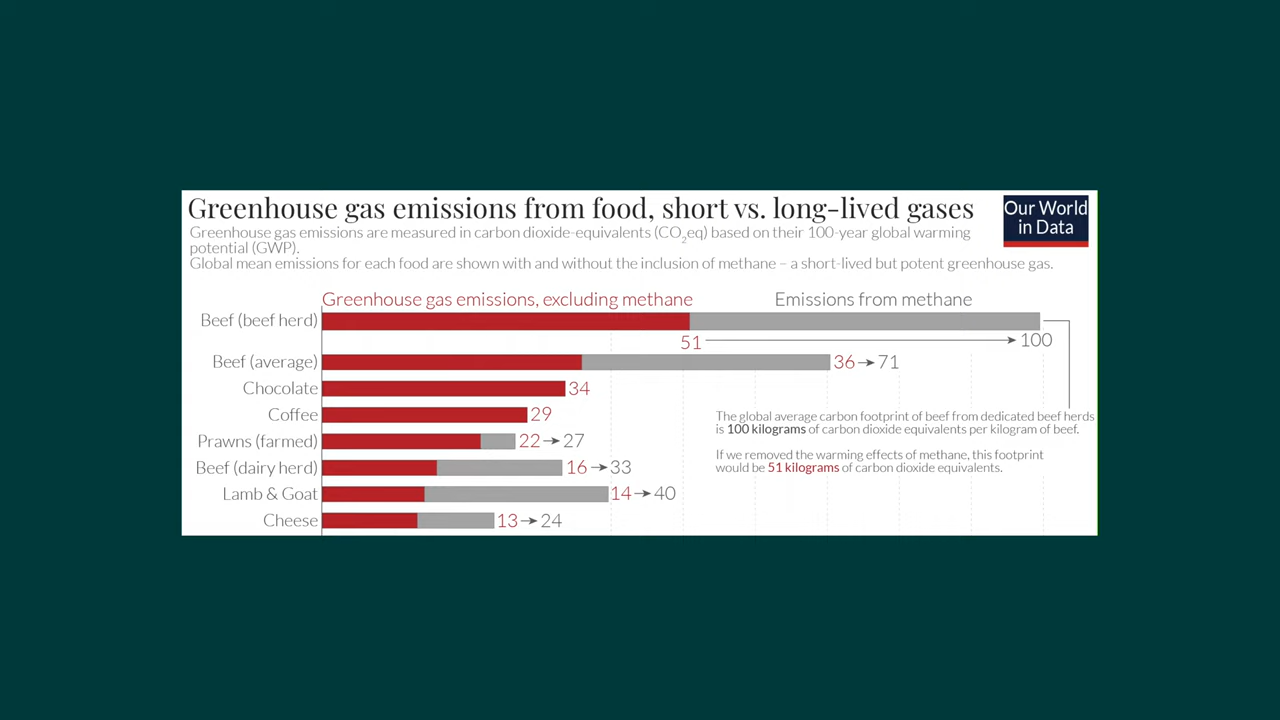 Greenhouse gas emissions from food, short vs. long-lived gases
Our World
in Data
Greenhouse gas emissions are measured in carbon dioxide-equivalents (CO₂eq) based on their 100-year global warming
potential (GWP).
Global mean emissions for each food are shown with and without the inclusion of methane – a short-lived but potent greenhouse gas.
Greenhouse gas emissions, excluding methane
Emissions from methane
Beef (beef herd)
51 → 100
Beef (average)
36 → 71
Chocolate
34
Coffee
29
Prawns (farmed)
22 → 27
Beef (dairy herd)
16 → 33
Lamb & Goat
14 → 40
Cheese
13 → 24
The global average carbon footprint of beef from dedicated beef herds
is 100 kilograms of carbon dioxide equivalents per kilogram of beef.
If we removed the warming effects of methane, this footprint
would be 51 kilograms of carbon dioxide equivalents.